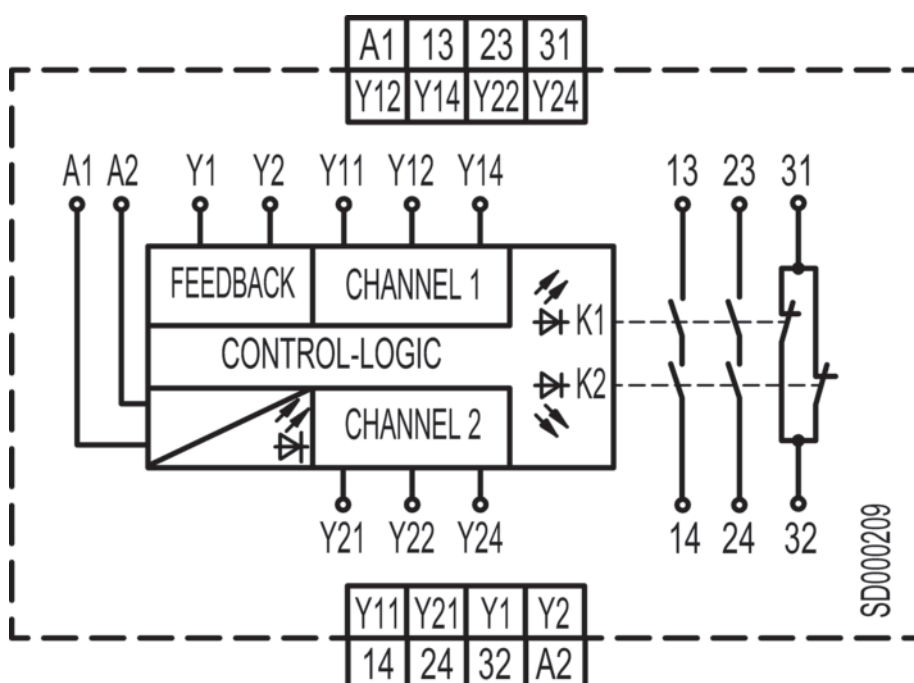 A1 13 23 31
Y12 Y14 Y22 Y24
A1 A2 Y1 Y2 Y11 Y12 Y14 13 23 31
FEEDBACK CHANNEL 1
K1
CONTROL-LOGIC
K2
CHANNEL 2
Y21 Y22 Y24 14 24 32
SD000209
Y11 Y21 Y1 Y2
14 24 32 A2